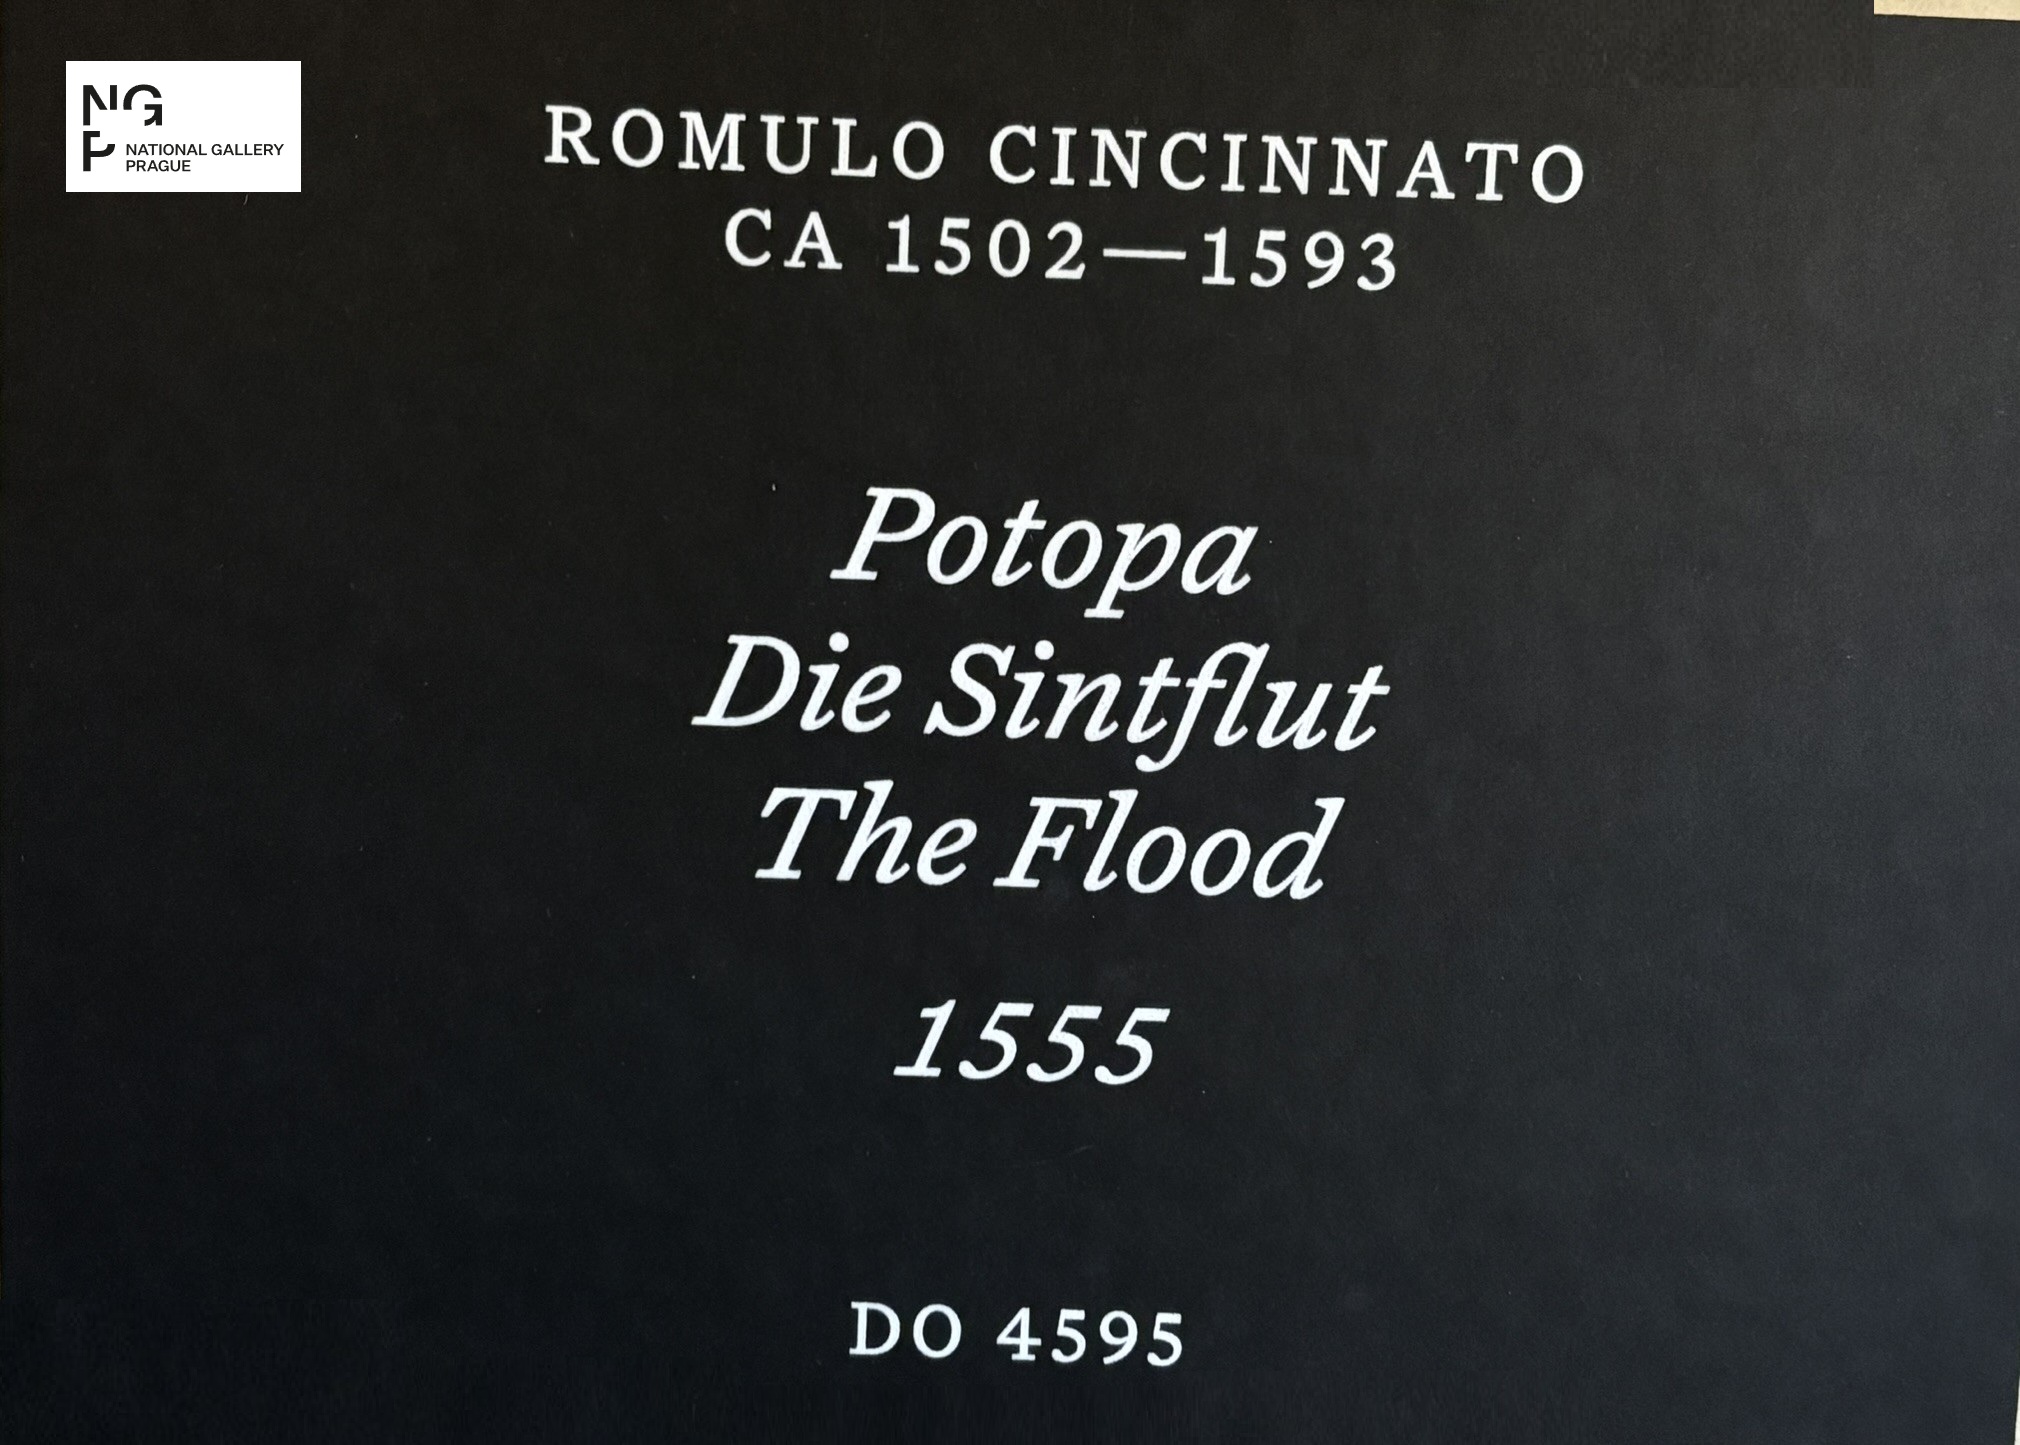 NG
P NATIONAL GALLERY
PRAGUE
ROMULO CINCINNATO
CA 1502—1593
Potopa
Die Sintflut
The Flood
1555
DO 4595